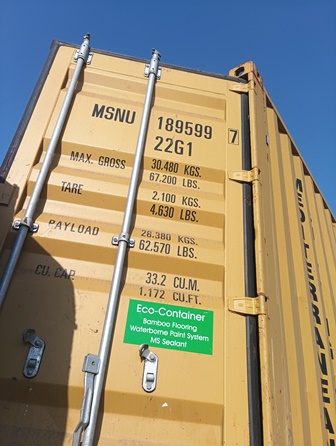 MSNU 189599 7
22G1
MAX. GROSS 30.480 KGS.
67.200 LBS.
TARE 2.100 KGS.
4.630 LBS.
PAYLOAD 28.380 KGS.
62.570 LBS.
CU. CAP. 33.2 CU.M.
1.172 CU.FT.
Eco-Container
Bamboo Flooring
Waterborne Paint System
MS Sealant